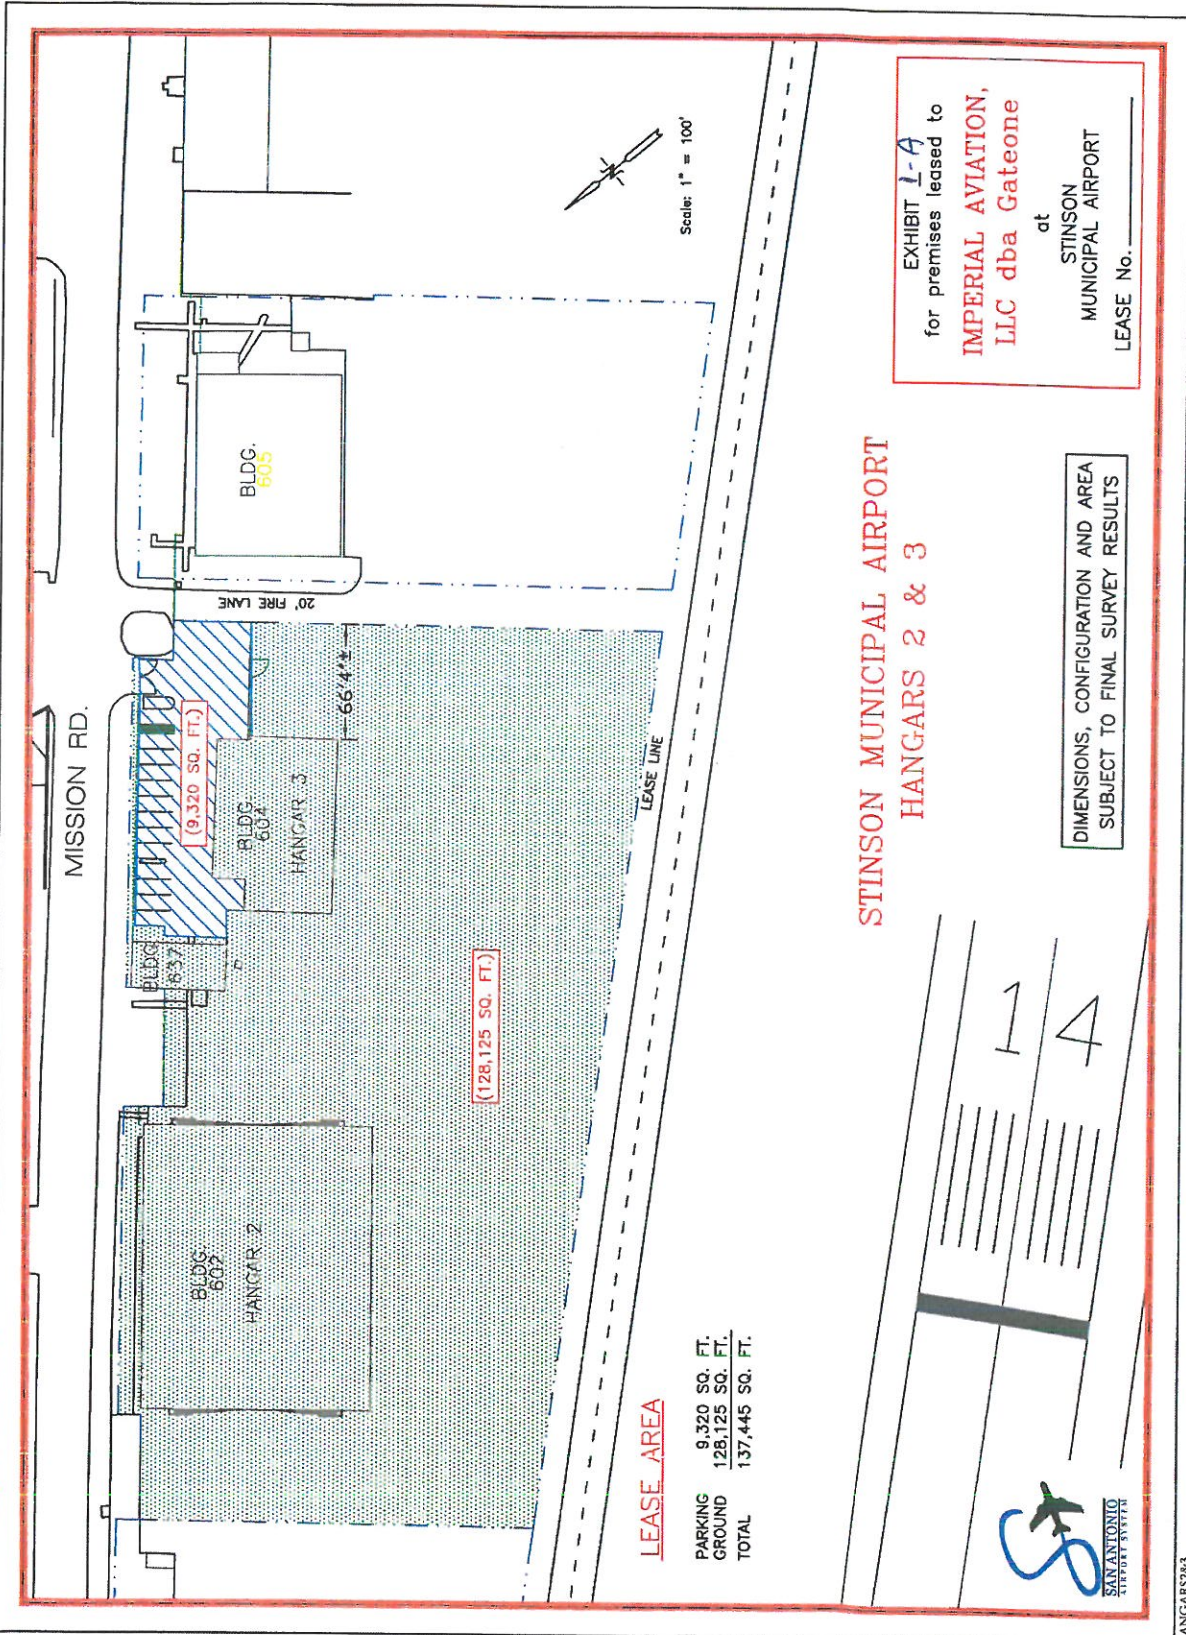 MISSION RD.
20' FIRE LANE
BLDG.
605
(9,320 SQ. FT.)
BLDG.
604
HANGAR 3
66'4"±
BLDG
637
BLDG.
602
HANGAR 2
(128,125 SQ. FT.)
LEASE LINE
N
Scale: 1" = 100'
LEASE AREA
PARKING 9,320 SQ. FT.
GROUND 128,125 SQ. FT.
TOTAL 137,445 SQ. FT.
STINSON MUNICIPAL AIRPORT
HANGARS 2 & 3
EXHIBIT 1-A
for premises leased to
IMPERIAL AVIATION,
LLC dba Gateone
at
STINSON
MUNICIPAL AIRPORT
LEASE No.
DIMENSIONS, CONFIGURATION AND AREA
SUBJECT TO FINAL SURVEY RESULTS
14
SAN ANTONIO
AIRPORT SYSTEM
ANGARS2&3